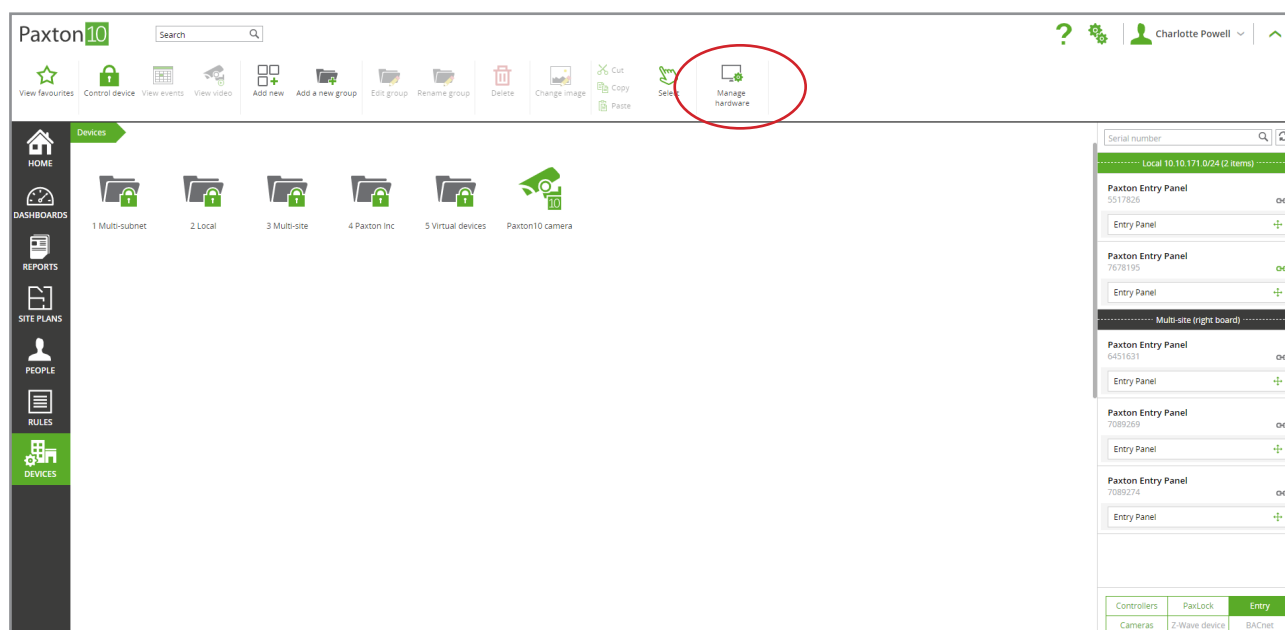 Paxton 10
Search
Charlotte Powell
View favourites
Control device
View events
View video
Add new
Add a new group
Edit group
Rename group
Delete
Change image
Cut
Copy
Paste
Select
Manage
hardware
HOME
DASHBOARDS
REPORTS
SITE PLANS
PEOPLE
RULES
DEVICES
Devices
1 Multi-subnet
2 Local
3 Multi-site
4 Paxton Inc
5 Virtual devices
10
Paxton10 camera
Serial number
Local 10.10.171.0/24 (2 items)
Paxton Entry Panel
5517826
Entry Panel
Paxton Entry Panel
7678195
Entry Panel
Multi-site (right board)
Paxton Entry Panel
6451631
Entry Panel
Paxton Entry Panel
7089269
Entry Panel
Paxton Entry Panel
7089274
Entry Panel
Controllers
PaxLock
Entry
Cameras
Z-Wave device
BACnet